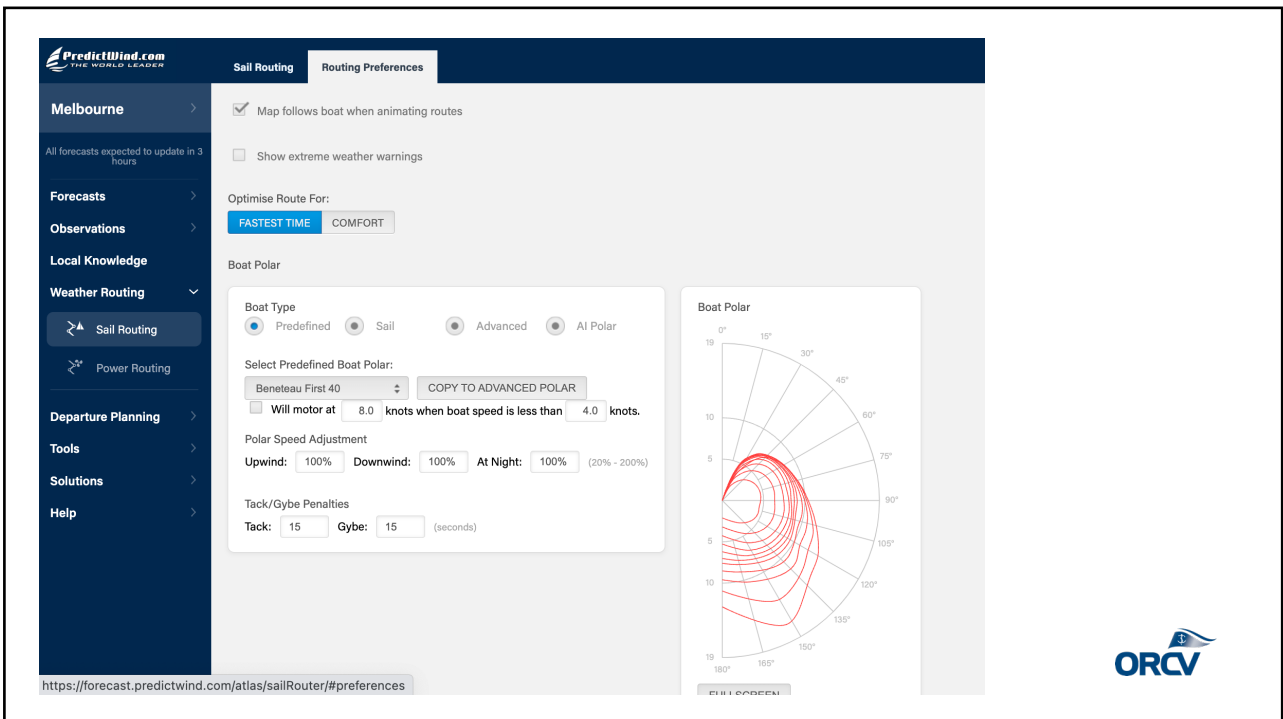 PredictWind.com
THE WORLD LEADER
Sail Routing
Routing Preferences
Melbourne
All forecasts expected to update in 3
hours
Forecasts
Observations
Local Knowledge
Weather Routing
Sail Routing
Power Routing
Departure Planning
Tools
Solutions
Help
Map follows boat when animating routes
Show extreme weather warnings
Optimise Route For:
FASTEST TIME COMFORT
Boat Polar
Boat Type
Predefined Sail Advanced AI Polar
Select Predefined Boat Polar:
Beneteau First 40 COPY TO ADVANCED POLAR
Will motor at 8.0 knots when boat speed is less than 4.0 knots.
Polar Speed Adjustment
Upwind: 100% Downwind: 100% At Night: 100% (20% - 200%)
Tack/Gybe Penalties
Tack: 15 Gybe: 15 (seconds)
Boat Polar
0°
15°
19
30°
45°
10
60°
5
75°
90°
5
105°
10
120°
135°
150°
19
165°
180°
FULLSCREEN
https://forecast.predictwind.com/atlas/sailRouter/#preferences
ORCV